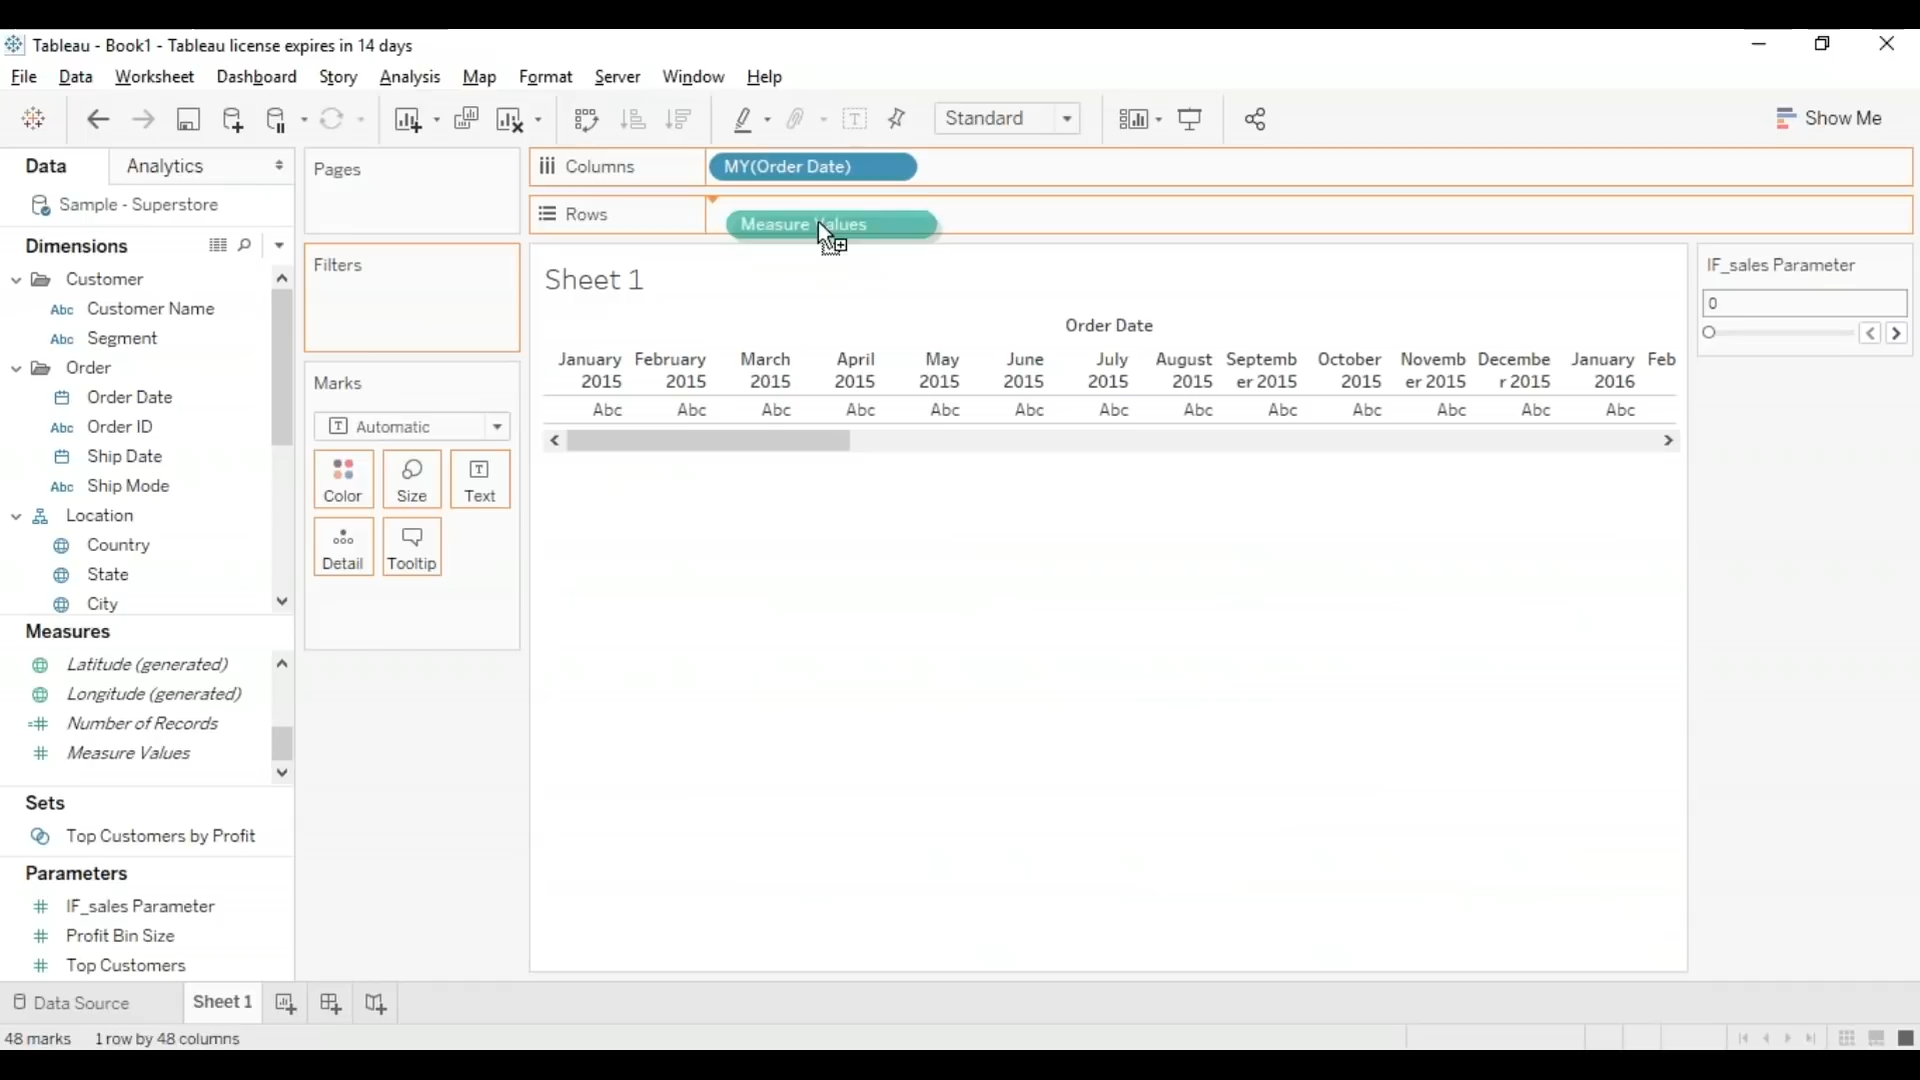 Tableau - Book1 - Tableau license expires in 14 days
File Data Worksheet Dashboard Story Analysis Map Format Server Window Help
Standard
Show Me
Data Analytics
Sample - Superstore
Dimensions
Customer
Abc Customer Name
Abc Segment
Order
Order Date
Abc Order ID
Ship Date
Abc Ship Mode
Location
Country
State
City
Measures
Latitude (generated)
Longitude (generated)
Number of Records
Measure Values
Sets
Top Customers by Profit
Parameters
IF_sales Parameter
Profit Bin Size
Top Customers
Pages
Filters
Marks
Automatic
Color Size Text
Detail Tooltip
Columns MY(Order Date)
Rows Measure Values
Sheet 1
Order Date
January February March April May June July August Septemb October Novemb Decembe January Feb
2015 2015 2015 2015 2015 2015 2015 2015 er 2015 2015 er 2015 r 2015 2016
Abc Abc Abc Abc Abc Abc Abc Abc Abc Abc Abc Abc Abc
IF_sales Parameter
0
Data Source Sheet 1
48 marks 1 row by 48 columns